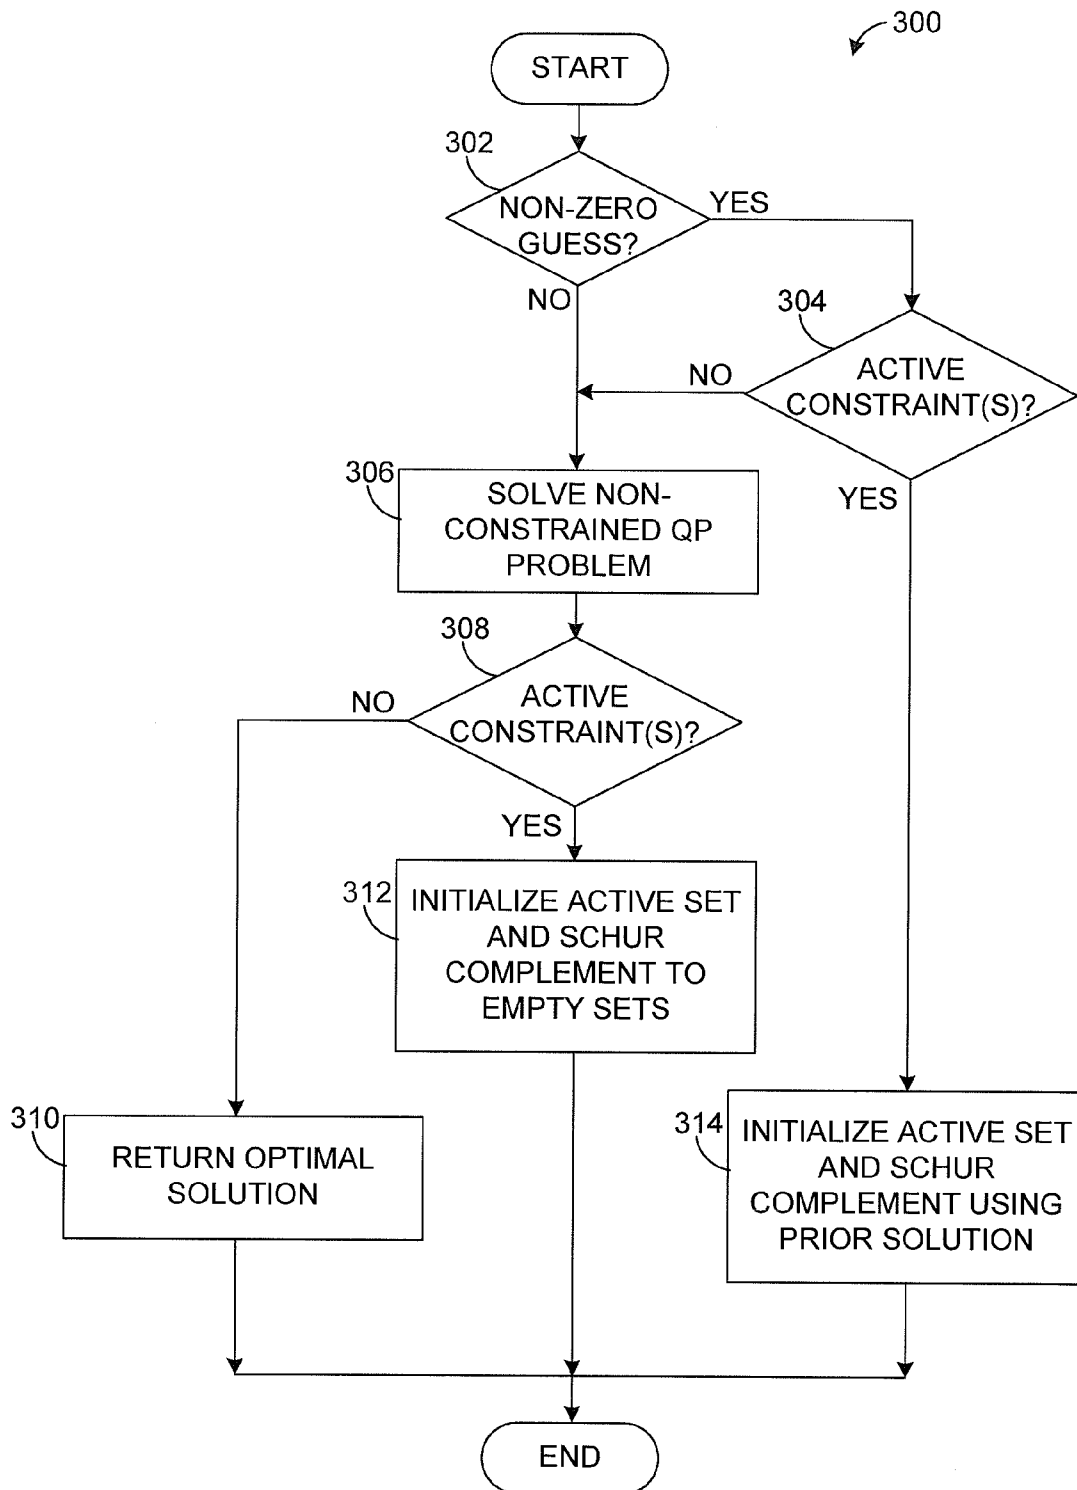 300
START
302
NON-ZERO
GUESS?
YES
NO
304
ACTIVE
CONSTRAINT(S)?
NO
YES
306
SOLVE NON-
CONSTRAINED QP
PROBLEM
308
ACTIVE
CONSTRAINT(S)?
NO
YES
312
INITIALIZE ACTIVE SET
AND SCHUR
COMPLEMENT TO
EMPTY SETS
310
RETURN OPTIMAL
SOLUTION
314
INITIALIZE ACTIVE SET
AND SCHUR
COMPLEMENT USING
PRIOR SOLUTION
END